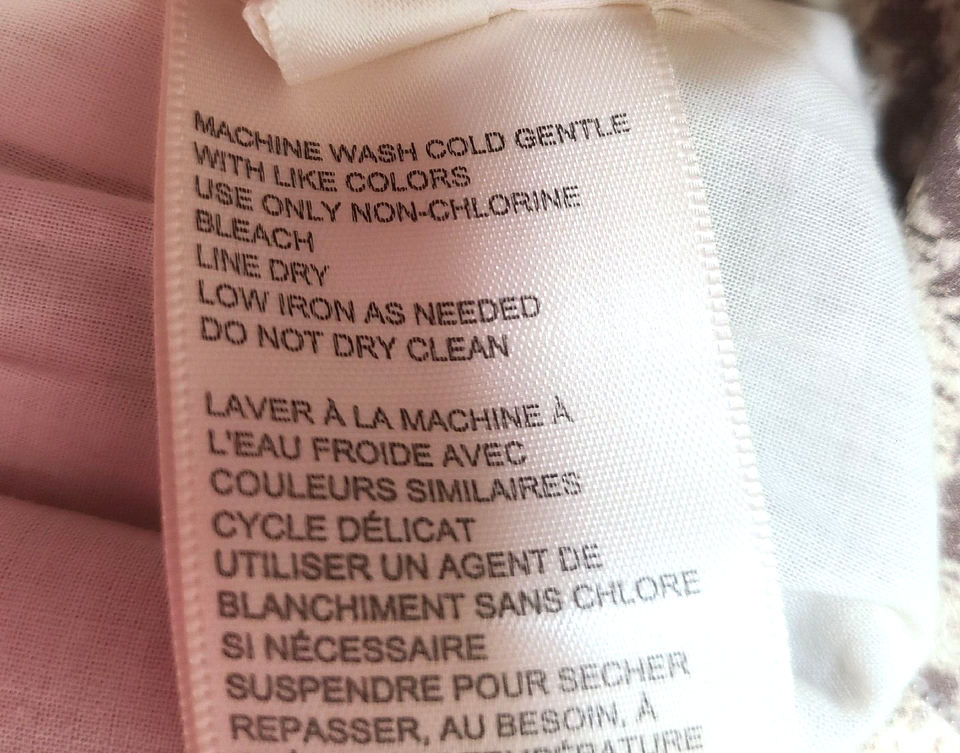 MACHINE WASH COLD GENTLE
WITH LIKE COLORS
USE ONLY NON-CHLORINE
BLEACH
LINE DRY
LOW IRON AS NEEDED
DO NOT DRY CLEAN
LAVER À LA MACHINE À
L'EAU FROIDE AVEC
COULEURS SIMILAIRES
CYCLE DÉLICAT
UTILISER UN AGENT DE
BLANCHIMENT SANS CHLORE
SI NÉCESSAIRE
SUSPENDRE POUR SECHER
REPASSER, AU BESOIN, À
TEMPÉRATURE